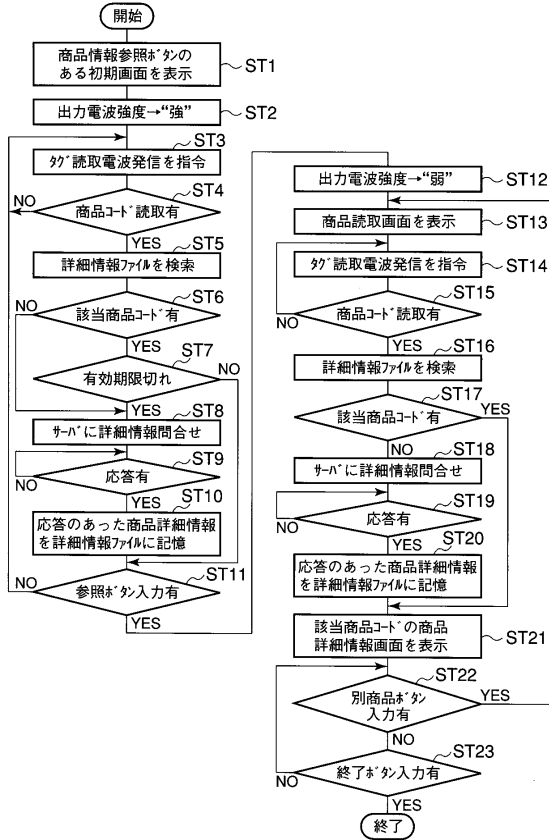 開始
商品情報参照ボタンの
ある初期画面を表示
ST1
出力電波強度→“強”
ST2
ST3
タグ読取電波発信を指令
ST4
NO
商品コード読取有
YES
ST5
詳細情報ファイルを検索
ST6
NO
該当商品コード有
YES
ST7
NO
有効期限切れ
YES
ST8
サーバに詳細情報問合せ
ST9
応答有
NO
YES
ST10
応答のあった商品詳細情報
を詳細情報ファイルに記憶
ST11
NO
参照ボタン入力有
YES
出力電波強度→“弱”
ST12
商品読取画面を表示
ST13
タグ読取電波発信を指令
ST14
ST15
商品コード読取有
NO
YES
ST16
詳細情報ファイルを検索
ST17
該当商品コード有
YES
NO
ST18
サーバに詳細情報問合せ
ST19
応答有
NO
YES
ST20
応答のあった商品詳細情報
を詳細情報ファイルに記憶
該当商品コードの商品
詳細情報画面を表示
ST21
ST22
別商品ボタン
入力有
YES
NO
ST23
終了ボタン入力有
NO
YES
終了